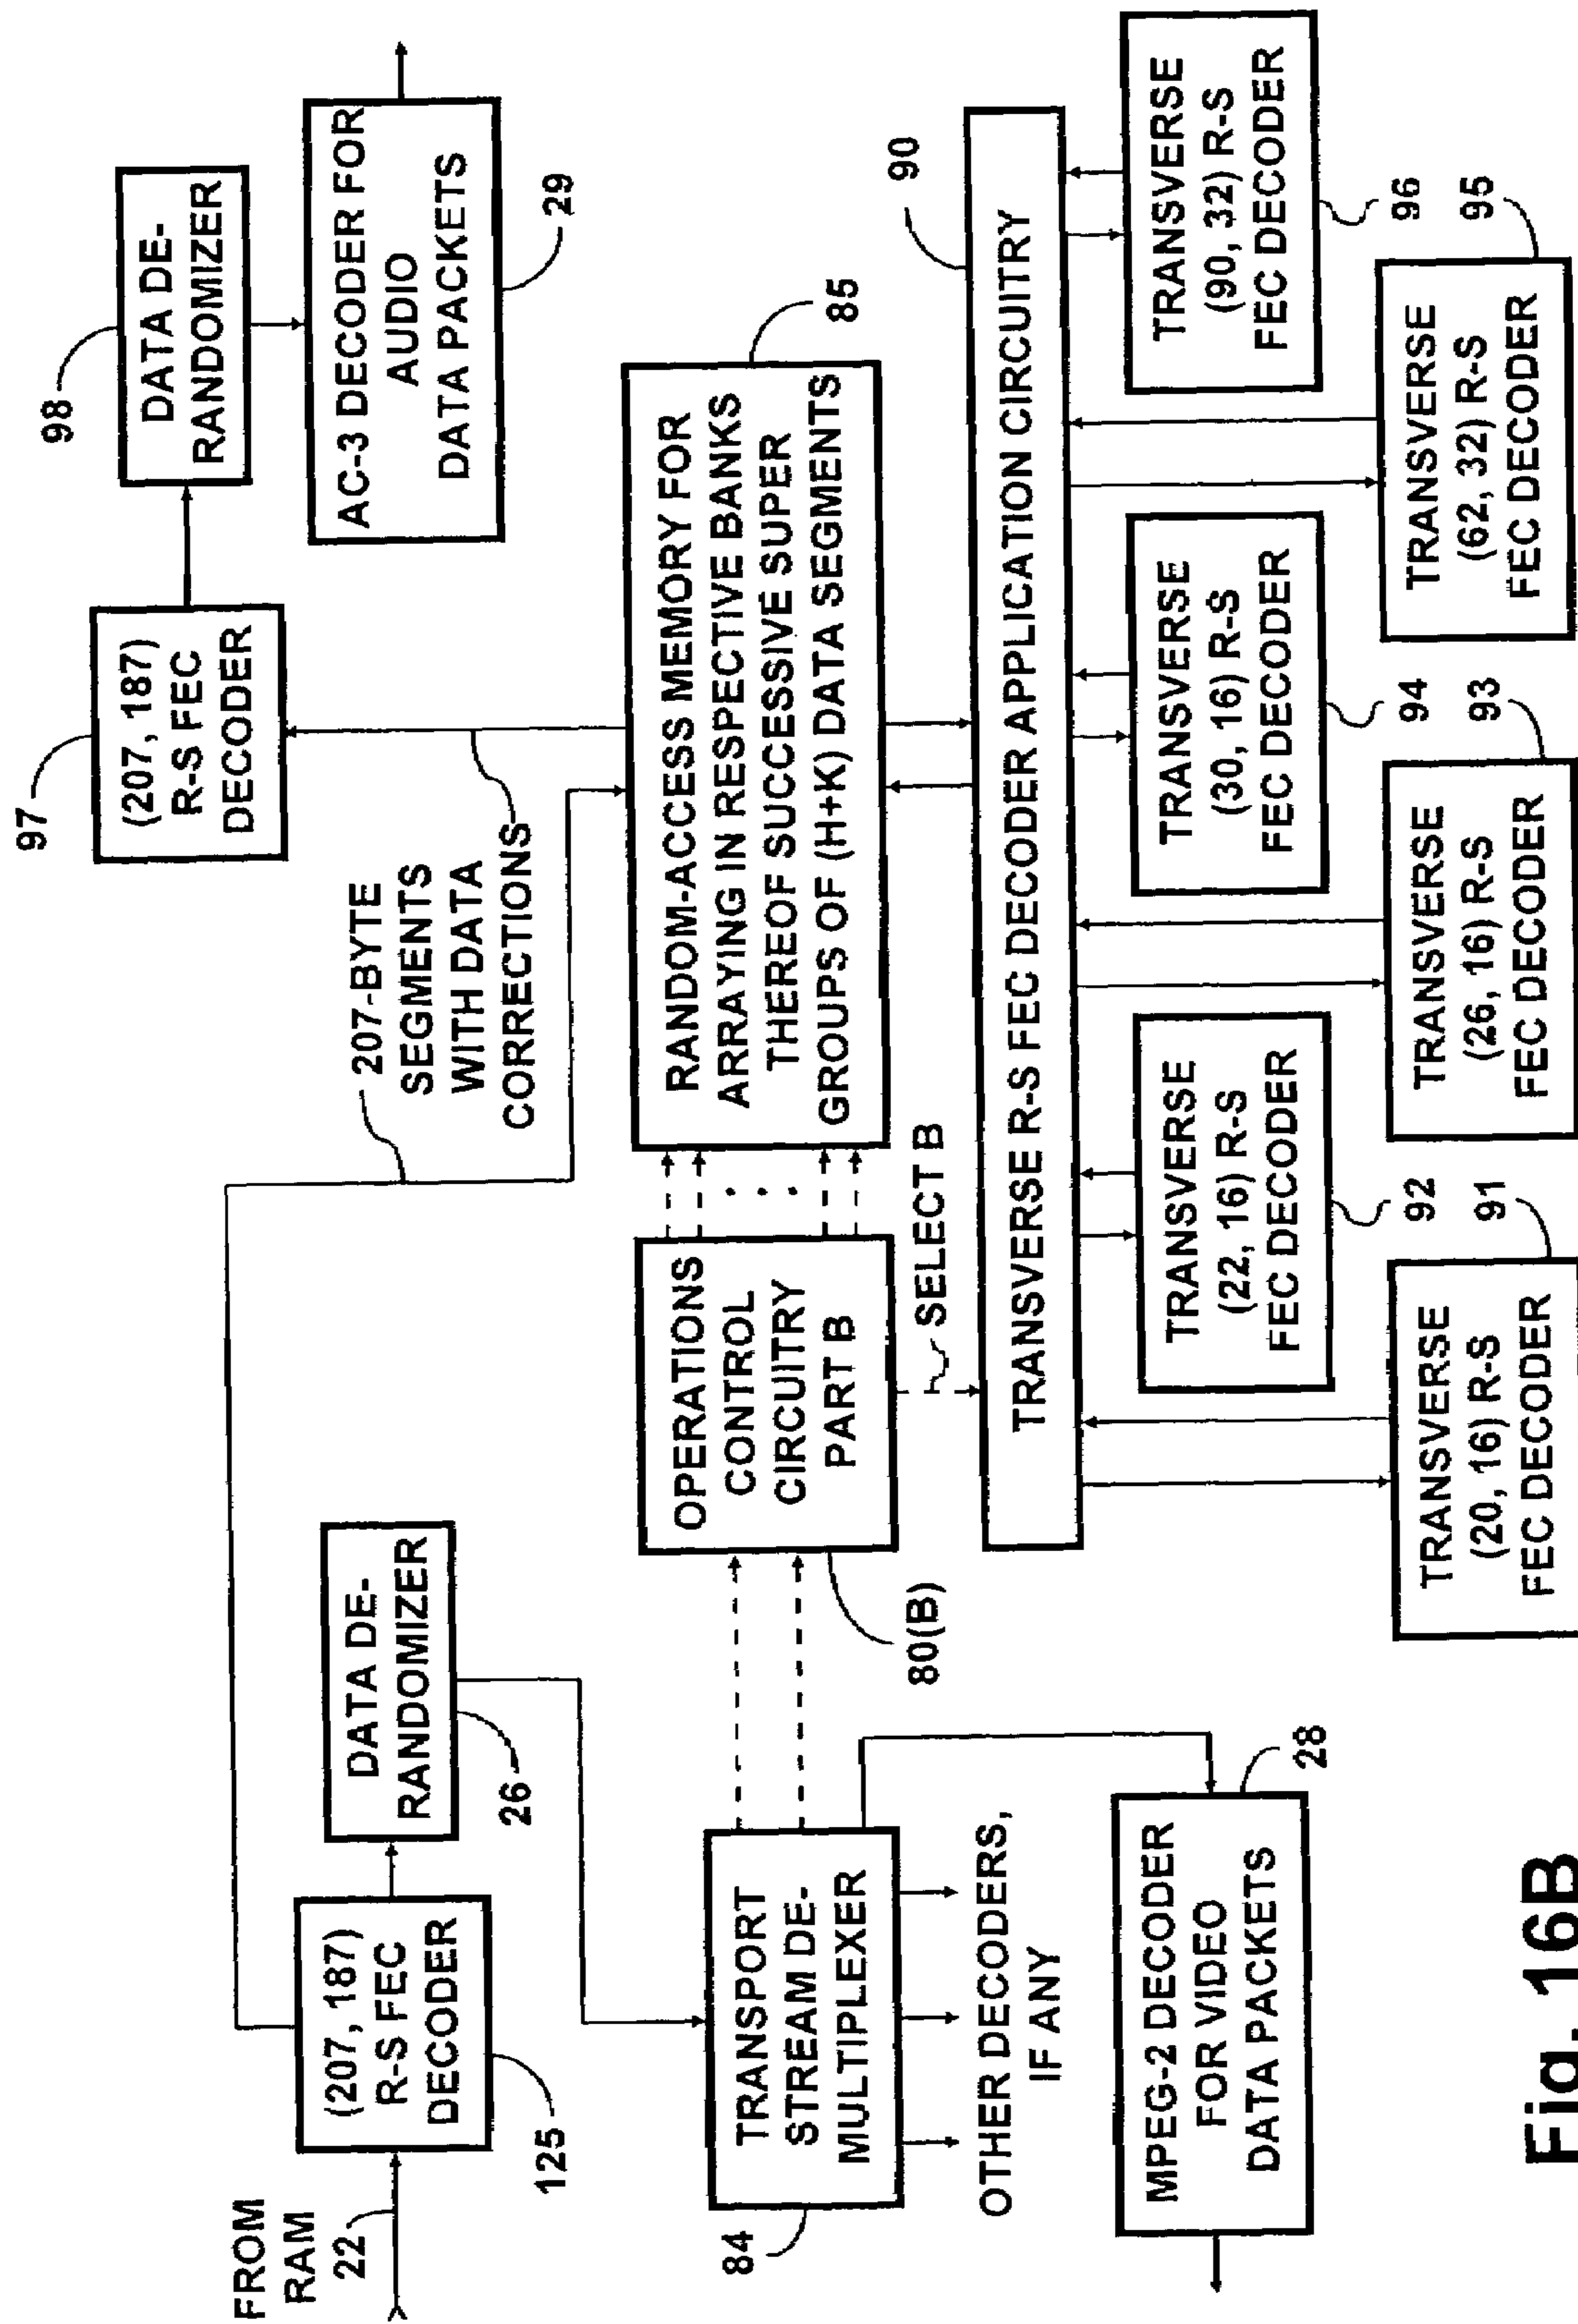 FROM
RAM
22
(207, 187)
R-S FEC
DECODER
125
DATA DE-
RANDOMIZER
26
207-BYTE
SEGMENTS
WITH DATA
CORRECTIONS
97
(207, 187)
R-S FEC
DECODER
98
DATA DE-
RANDOMIZER
AC-3 DECODER FOR
AUDIO
DATA PACKETS
29
84
TRANSPORT
STREAM DE-
MULTIPLEXER
OTHER DECODERS,
IF ANY
MPEG-2 DECODER
FOR VIDEO
DATA PACKETS
28
OPERATIONS
CONTROL
CIRCUITRY
PART B
80(B)
SELECT B
RANDOM-ACCESS MEMORY FOR
ARRAYING IN RESPECTIVE BANKS
THEREOF SUCCESSIVE SUPER
GROUPS OF (H+K) DATA SEGMENTS
85
90
TRANSVERSE R-S FEC DECODER APPLICATION CIRCUITRY
TRANSVERSE
(22, 16) R-S
FEC DECODER
92
TRANSVERSE
(30, 16) R-S
FEC DECODER
94
TRANSVERSE
(90, 32) R-S
FEC DECODER
96
TRANSVERSE
(20, 16) R-S
FEC DECODER
91
TRANSVERSE
(26, 16) R-S
FEC DECODER
93
TRANSVERSE
(62, 32) R-S
FEC DECODER
95
Fig. 16B